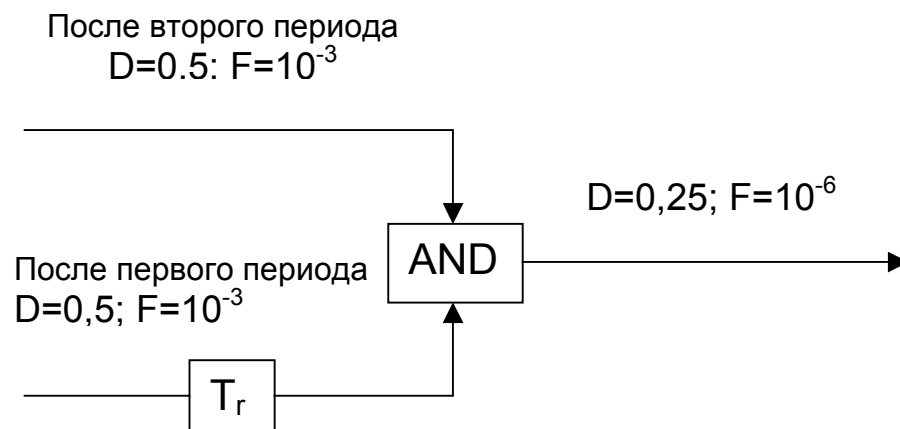 После второго периода
D=0.5: F=10⁻³
D=0,25; F=10⁻⁶
AND
После первого периода
D=0,5; F=10⁻³
Tᵣ